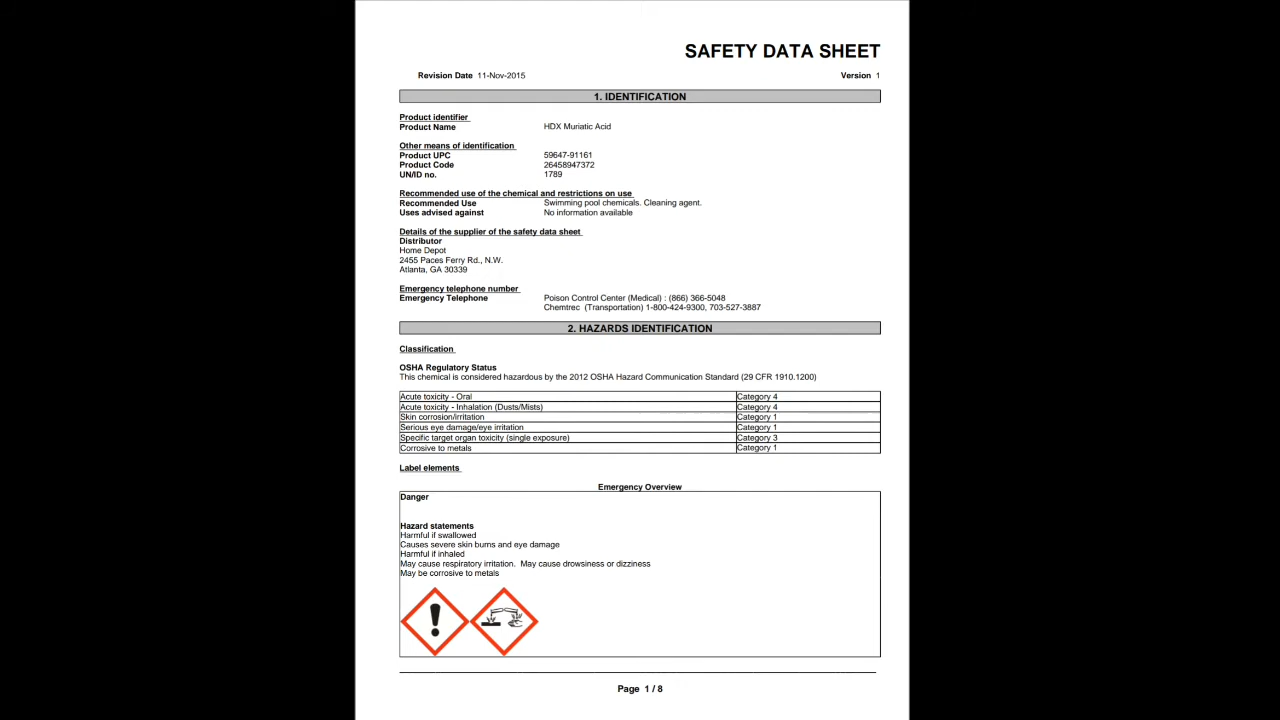 SAFETY DATA SHEET
Revision Date 11-Nov-2015 Version 1
1. IDENTIFICATION
Product identifier
Product Name HDX Muriatic Acid
Other means of identification
Product UPC 59647-91161
Product Code 26458947372
UN/ID no. 1789
Recommended use of the chemical and restrictions on use
Recommended Use Swimming pool chemicals. Cleaning agent.
Uses advised against No information available
Details of the supplier of the safety data sheet
Distributor
Home Depot
2455 Paces Ferry Rd., N.W.
Atlanta, GA 30339
Emergency telephone number
Emergency Telephone Poison Control Center (Medical) : (866) 366-5048
Chemtrec (Transportation) 1-800-424-9300, 703-527-3887
2. HAZARDS IDENTIFICATION
Classification
OSHA Regulatory Status
This chemical is considered hazardous by the 2012 OSHA Hazard Communication Standard (29 CFR 1910.1200)
Acute toxicity - Oral Category 4
Acute toxicity - Inhalation (Dusts/Mists) Category 4
Skin corrosion/irritation Category 1
Serious eye damage/eye irritation Category 1
Specific target organ toxicity (single exposure) Category 3
Corrosive to metals Category 1
Label elements
Emergency Overview
Danger
Hazard statements
Harmful if swallowed
Causes severe skin burns and eye damage
Harmful if inhaled
May cause respiratory irritation. May cause drowsiness or dizziness
May be corrosive to metals
Page 1 / 8